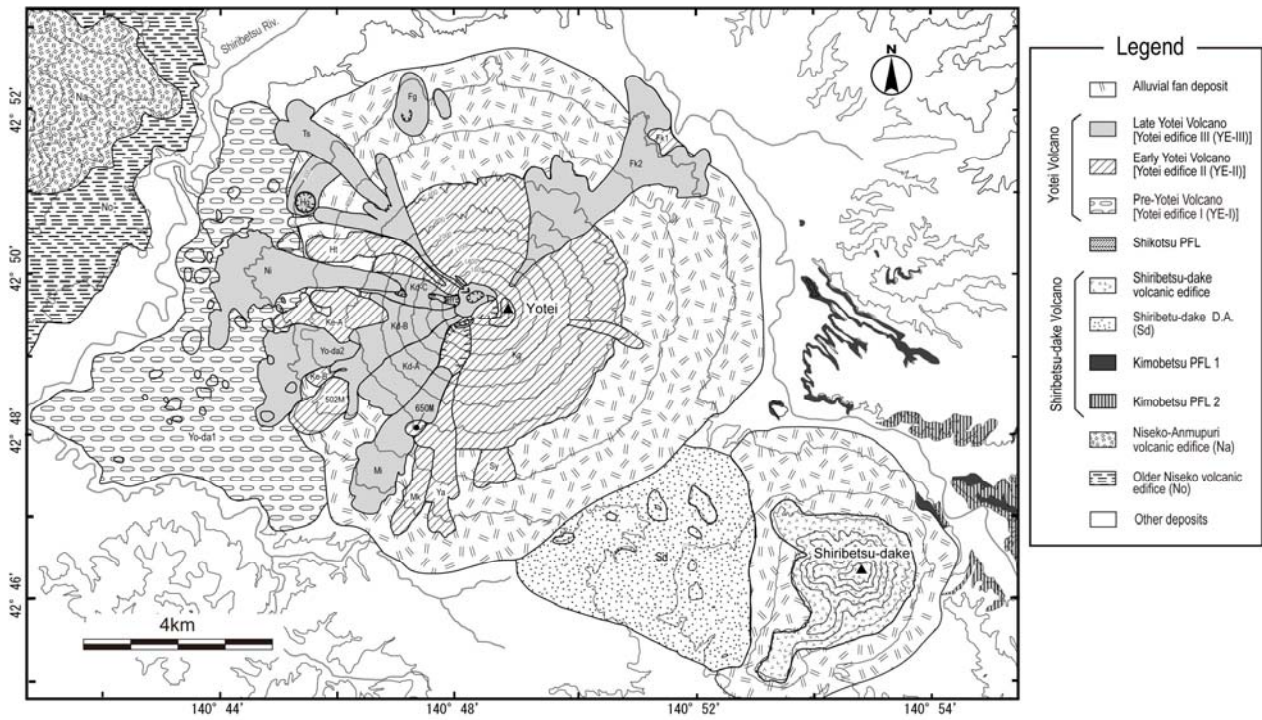 Shiribetsu Riv.
N
42° 52'
42° 50'
42° 48'
42° 46'
Na
No
Ts
Fg
Fk1
Fk2
Hg
Ht
Ni
Kd-C
Yotei
Ke-A
Kd-B
Kg
Yo-da2
Kd-A
Ke-B
502M
650M
Yo-da1
Mi
Mk
Ya
Sy
Sd
Shiribetsu-dake
4km
140° 44'
140° 48'
140° 52'
140° 54'
Legend
Alluvial fan deposit
Yotei Volcano
Late Yotei Volcano
[Yotei edifice III (YE-III)]
Early Yotei Volcano
[Yotei edifice II (YE-II)]
Pre-Yotei Volcano
[Yotei edifice I (YE-I)]
Shikotsu PFL
Shiribetsu-dake Volcano
Shiribetsu-dake
volcanic edifice
Shiribetu-dake D.A.
(Sd)
Kimobetsu PFL 1
Kimobetsu PFL 2
Niseko-Anmupuri
volcanic edifice (Na)
Older Niseko volcanic
edifice (No)
Other deposits